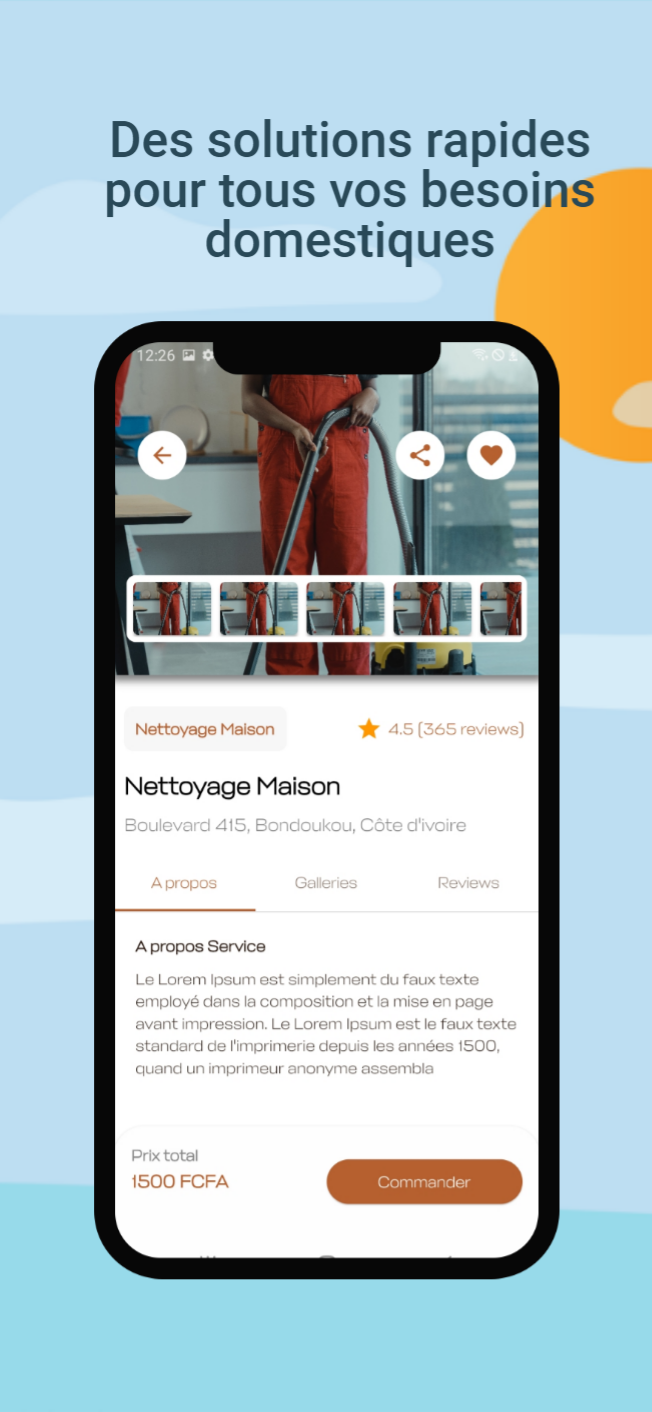 Des solutions rapides
pour tous vos besoins
domestiques
12:26
Nettoyage Maison
4.5 (365 reviews)
Nettoyage Maison
Boulevard 415, Bondoukou, Côte d'ivoire
A propos
Galleries
Reviews
A propos Service
Le Lorem Ipsum est simplement du faux texte
employé dans la composition et la mise en page
avant impression. Le Lorem Ipsum est le faux texte
standard de l'imprimerie depuis les années 1500,
quand un imprimeur anonyme assembla
Prix total
1500 FCFA
Commander